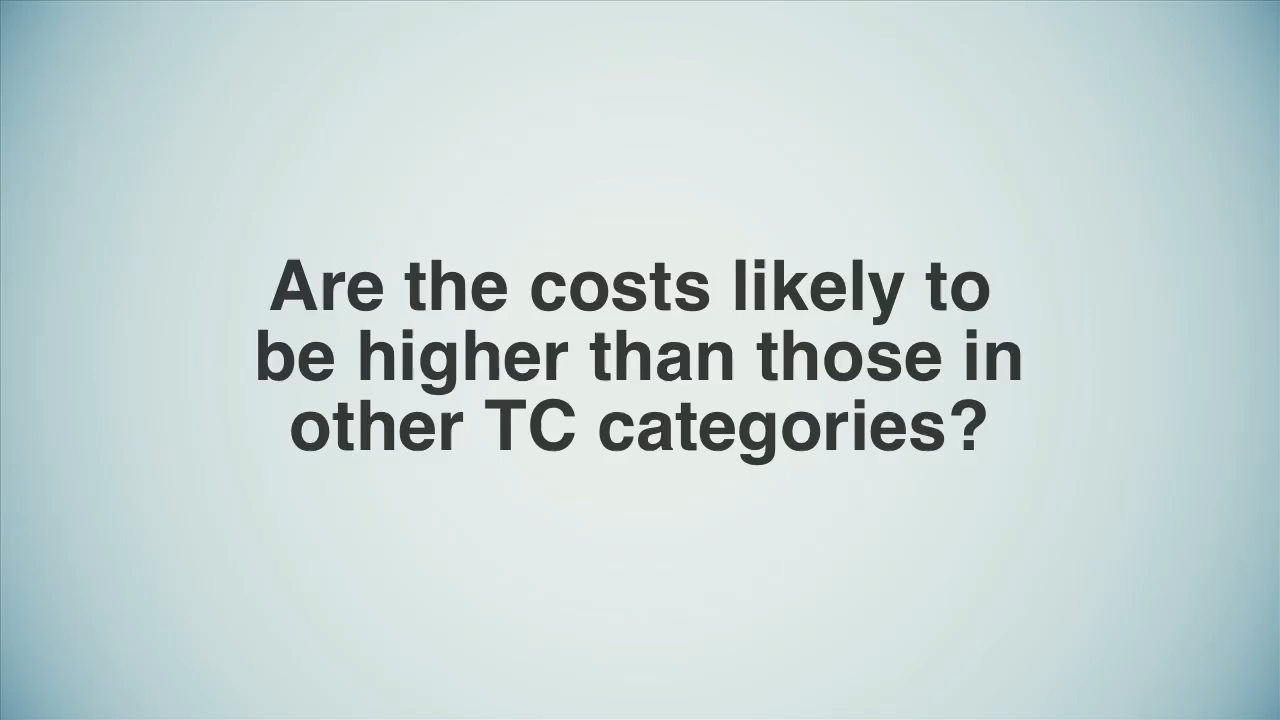 Are the costs likely to
be higher than those in
other TC categories?